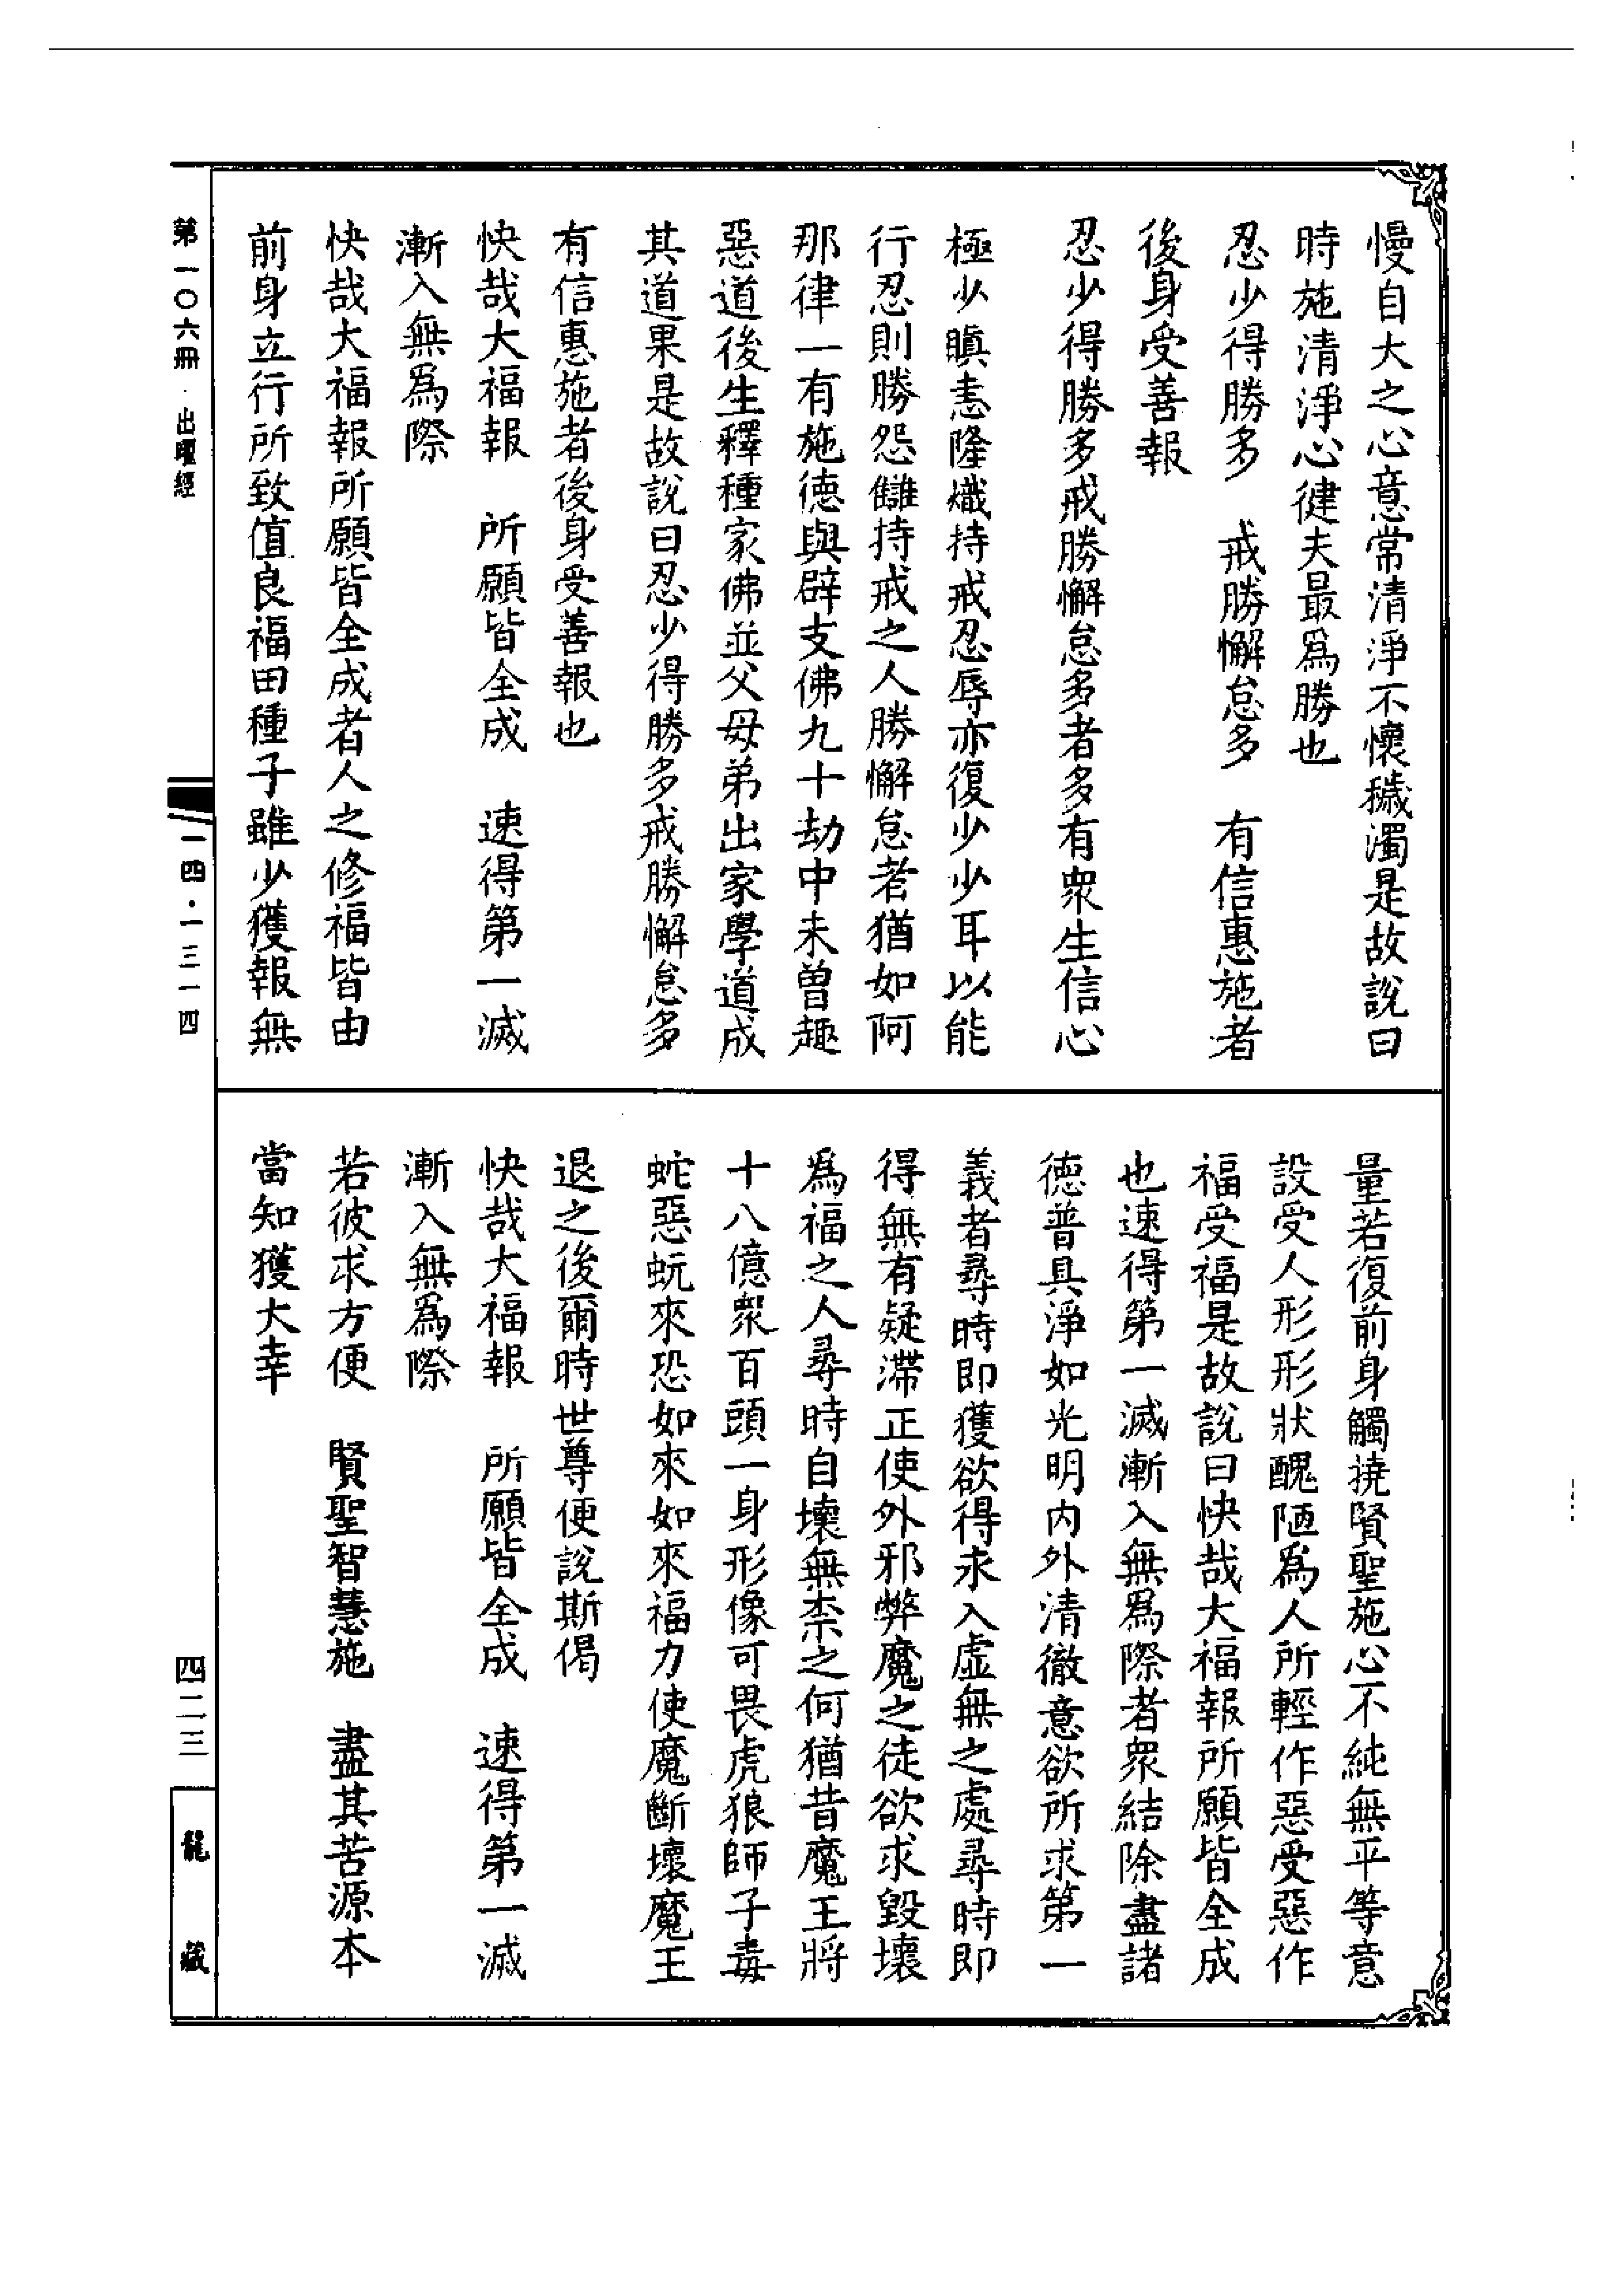 慢自大之心意常清淨不懷穢濁是故說曰
時施清淨心健夫最爲勝也
忍少得勝多　戒勝懈怠多　有信惠施者
後身受善報
忍少得勝多戒勝懈怠多者多有眾生信心
極少瞋恚隆熾持戒忍辱亦復少少耳以能
行忍則勝怨讎持戒之人勝懈怠者猶如阿
那律一有施德與辟支佛九十劫中未曾趣
惡道後生釋種家佛並父母弟出家學道成
其道果是故說曰忍少得勝多戒勝懈怠多
有信惠施者後身受善報也
快哉大福報　所願皆全成　速得第一滅
漸入無爲際
快哉大福報所願皆全成者人之修福皆由
前身立行所致值良福田種子雖少獲報無
量若復前身觸撓賢聖施心不純無平等意
設受人形形狀醜陋爲人所輕作惡受惡作
福受福是故說曰快哉大福報所願皆全成
也速得第一滅漸入無爲際者眾結除盡諸
德普具淨如光明內外清徹意欲所求第一
義者尋時即獲欲得永入虛無之處尋時即
得無有疑滯正使外邪弊魔之徒欲求毀壞
爲福之人尋時自壞無柰之何猶昔魔王將
十八億眾百頭一身形像可畏虎狼師子毒
蛇惡蚖來恐如來如來福力使魔斷壞魔王
退之後爾時世尊便說斯偈
快哉大福報　所願皆全成　速得第一滅
漸入無爲際
若彼求方便　賢聖智慧施　盡其苦源本
當知獲大幸
第一〇六冊・出曜經
一四・一三一四
四二三
龍藏